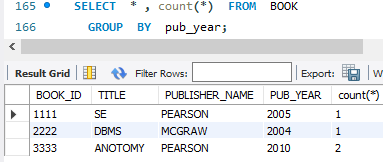 165 SELECT * , count(*) FROM BOOK
166 GROUP BY pub_year;
Result Grid Filter Rows: Export: W
BOOK_ID TITLE PUBLISHER_NAME PUB_YEAR count(*)
1111 SE PEARSON 2005 1
2222 DBMS MCGRAW 2004 1
3333 ANOTOMY PEARSON 2010 2